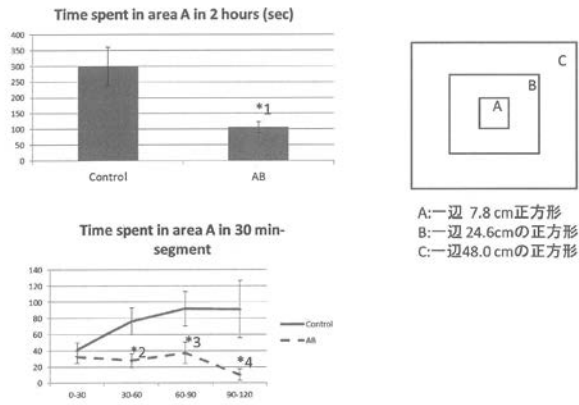 Time spent in area A in 2 hours (sec)
400
350
300
250
200
150
100
50
0
*1
Control
AB
C
B
A
A:一辺 7.8 cm正方形
B:一辺 24.6cmの正方形
C:一辺48.0 cmの正方形
Time spent in area A in 30 min-
segment
140
120
100
80
60
40
20
0
*2
*3
*4
Control
AB
0-30
30-60
60-90
90-120